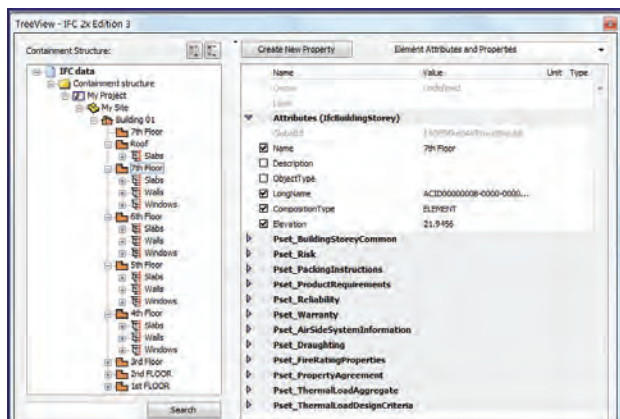 TreeView - IFC 2x Edition 3
Containment Structure:
IFC data
Containment structure
My Project
My Site
Building 01
7th Floor
Roof
Slabs
7th Floor
Slabs
Walls
Windows
6th Floor
Slabs
Walls
Windows
5th Floor
Slabs
Walls
Windows
4th Floor
Slabs
Walls
Windows
3rd Floor
2nd FLOOR
1st FLOOR
Search
Create New Property
Element Attributes and Properties
Name Value Unit Type
Owner Undefined
Attributes (IfcBuildingStorey)
GlobalId
Name 7th Floor
Description
ObjectType
LongName ACID00000008-0000-0000...
CompositionType ELEMENT
Elevation 21.9456
Pset_BuildingStoreyCommon
Pset_Risk
Pset_PackingInstructions
Pset_ProductRequirements
Pset_Reliability
Pset_Warranty
Pset_AirSideSystemInformation
Pset_Draughting
Pset_FireRatingProperties
Pset_PropertyAgreement
Pset_ThermalLoadAggregate
Pset_ThermalLoadDesignCriteria